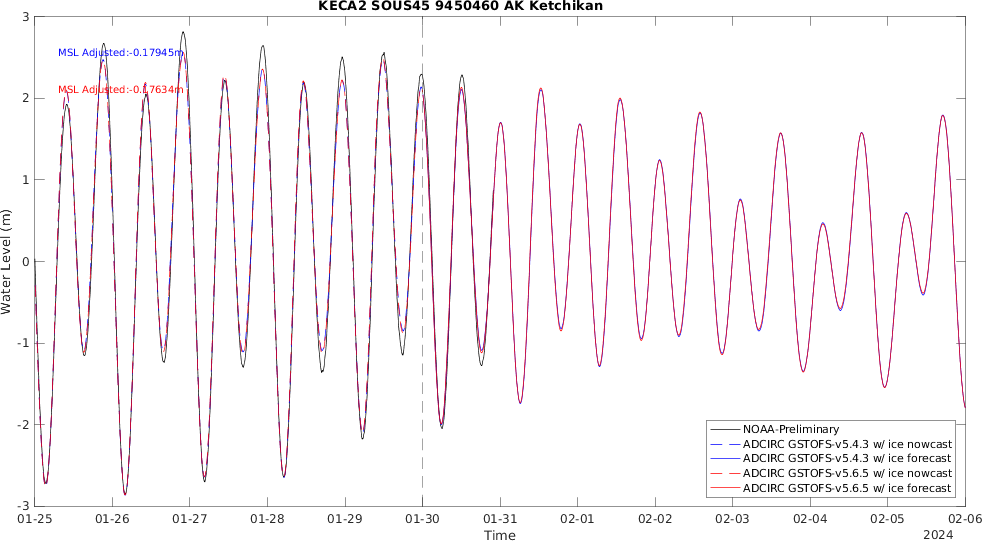 KECA2 SOUS45 9450460 AK Ketchikan
MSL Adjusted:-0.17945m
MSL Adjusted:-0.17634m
3
2
1
0
-1
-2
-3
Water Level (m)
NOAA-Preliminary
ADCIRC GSTOFS-v5.4.3 w/ ice nowcast
ADCIRC GSTOFS-v5.4.3 w/ ice forecast
ADCIRC GSTOFS-v5.6.5 w/ ice nowcast
ADCIRC GSTOFS-v5.6.5 w/ ice forecast
01-25 01-26 01-27 01-28 01-29 01-30 01-31 02-01 02-02 02-03 02-04 02-05 02-06
Time
2024